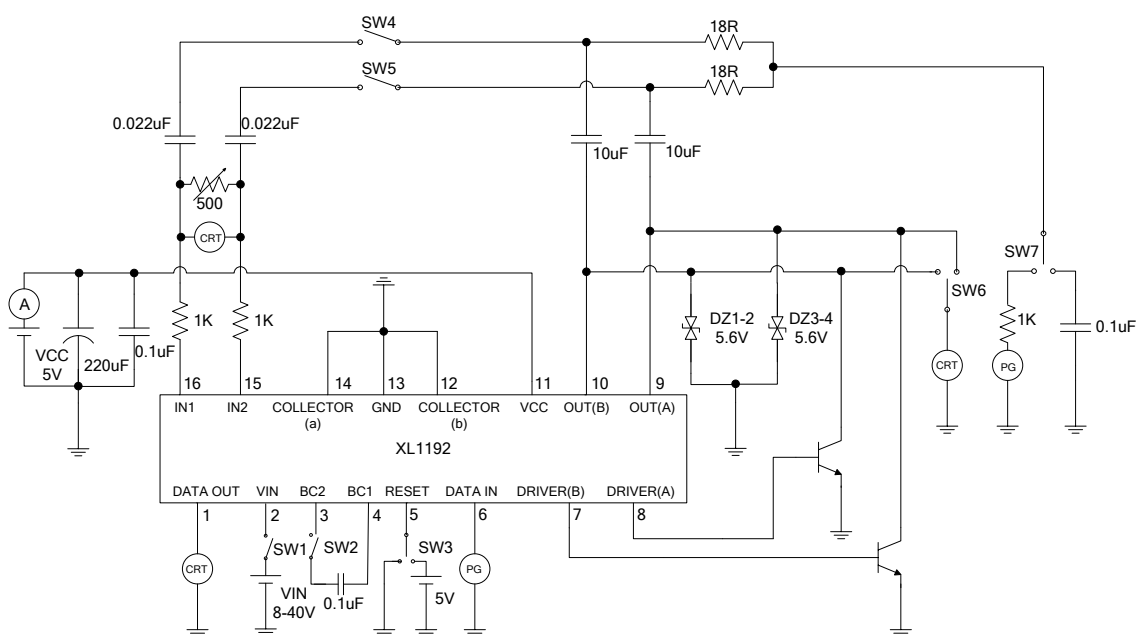 SW4
18R
SW5
18R
0.022uF
0.022uF
10uF
10uF
500
CRT
SW7
SW6
A
1K
1K
DZ1-2
5.6V
DZ3-4
5.6V
1K
0.1uF
VCC
5V
220uF
0.1uF
CRT
PG
16
15
14
13
12
11
10
9
IN1
IN2
COLLECTOR
(a)
GND
COLLECTOR
(b)
VCC
OUT(B)
OUT(A)
XL1192
DATA OUT
VIN
BC2
BC1
RESET
DATA IN
DRIVER(B)
DRIVER(A)
1
2
3
4
5
6
7
8
SW1
SW2
SW3
CRT
PG
VIN
8-40V
0.1uF
5V